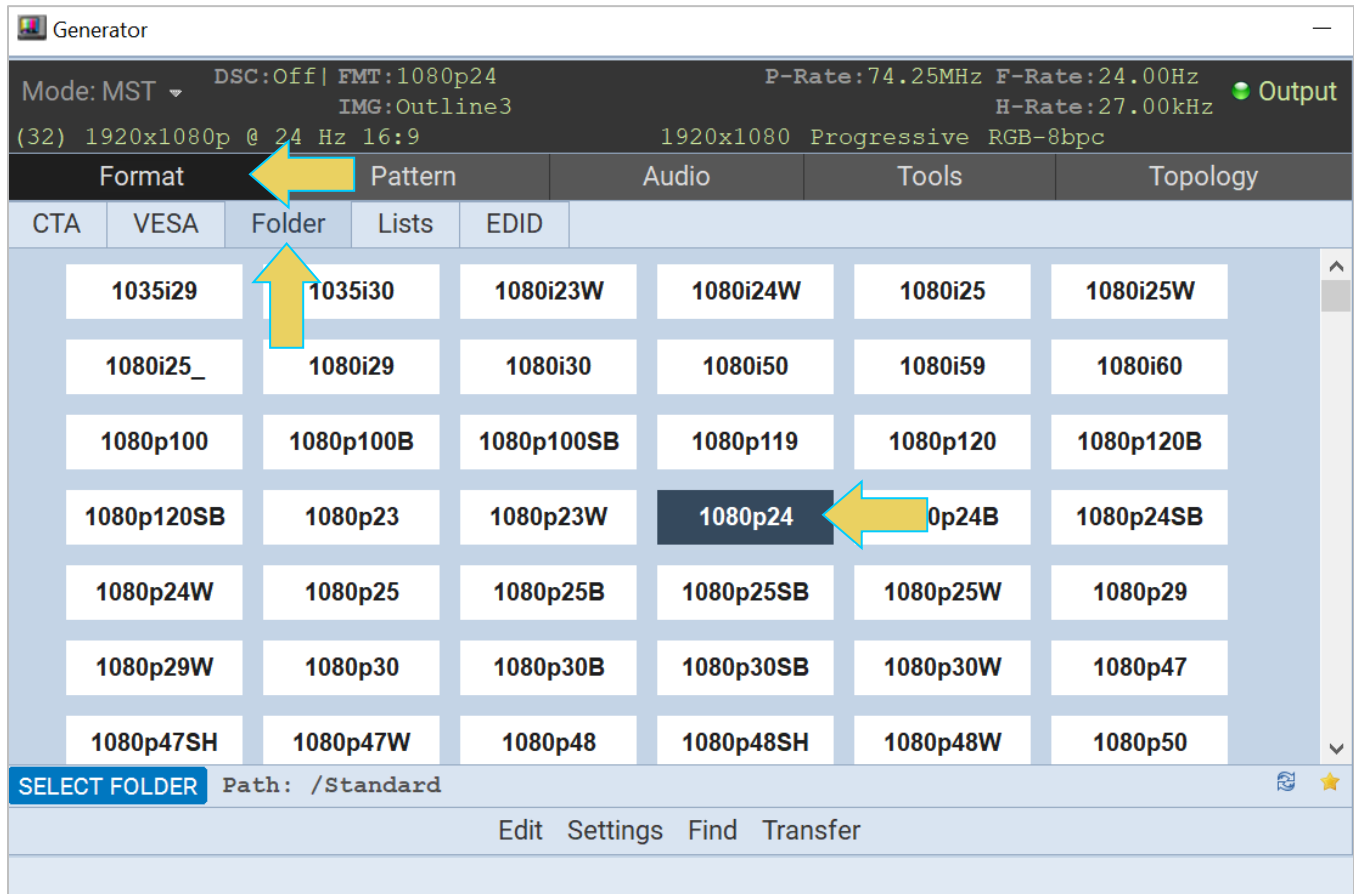 Generator
Mode: MST DSC:Off| FMT:1080p24 P-Rate:74.25MHz F-Rate:24.00Hz Output
IMG:Outline3 H-Rate:27.00kHz
(32) 1920x1080p @ 24 Hz 16:9 1920x1080 Progressive RGB-8bpc
Format Pattern Audio Tools Topology
CTA VESA Folder Lists EDID
1035i29 1035i30 1080i23W 1080i24W 1080i25 1080i25W
1080i25_ 1080i29 1080i30 1080i50 1080i59 1080i60
1080p100 1080p100B 1080p100SB 1080p119 1080p120 1080p120B
1080p120SB 1080p23 1080p23W 1080p24 0p24B 1080p24SB
1080p24W 1080p25 1080p25B 1080p25SB 1080p25W 1080p29
1080p29W 1080p30 1080p30B 1080p30SB 1080p30W 1080p47
1080p47SH 1080p47W 1080p48 1080p48SH 1080p48W 1080p50
SELECT FOLDER Path: /Standard
Edit Settings Find Transfer